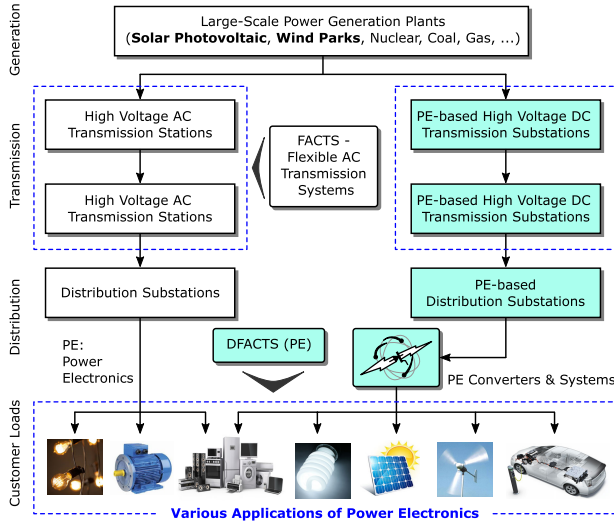 Generation
Large-Scale Power Generation Plants
(Solar Photovoltaic, Wind Parks, Nuclear, Coal, Gas, ...)
Transmission
High Voltage AC
Transmission Stations
High Voltage AC
Transmission Stations
FACTS -
Flexible AC
Transmission
Systems
PE-based High Voltage DC
Transmission Substations
PE-based High Voltage DC
Transmission Substations
Distribution
Distribution Substations
PE-based
Distribution Substations
PE:
Power
Electronics
DFACTS (PE)
PE Converters & Systems
Customer Loads
Various Applications of Power Electronics